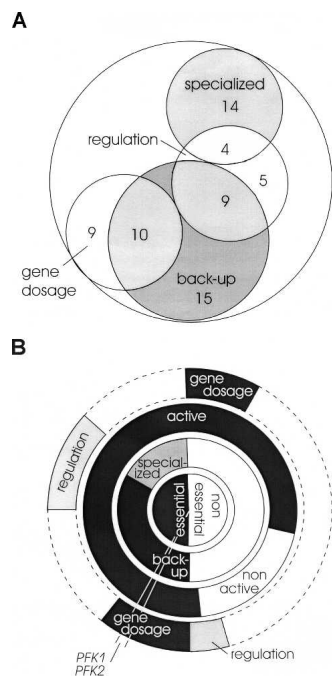 A
specialized
14
regulation
4
5
9
9
10
gene
dosage
back-up
15
B
gene
dosage
active
regulation
special-
ized
essential
non
essential
back-
up
non
active
gene
dosage
regulation
PFK1
PFK2